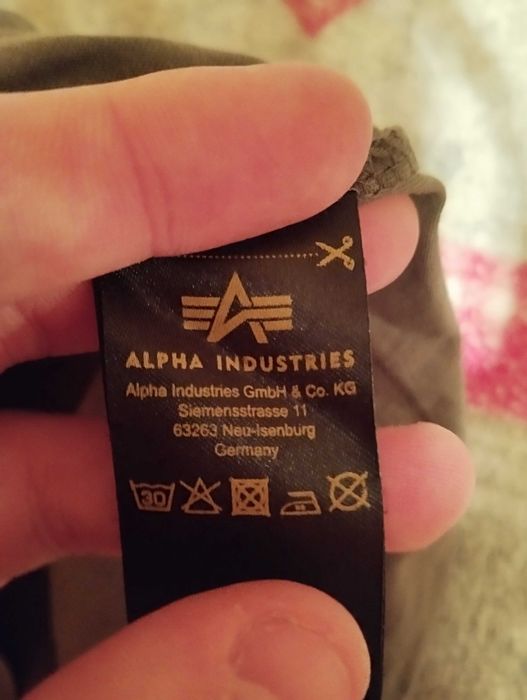 ALPHA INDUSTRIES
Alpha Industries GmbH & Co. KG
Siemensstrasse 11
63263 Neu-Isenburg
Germany
30